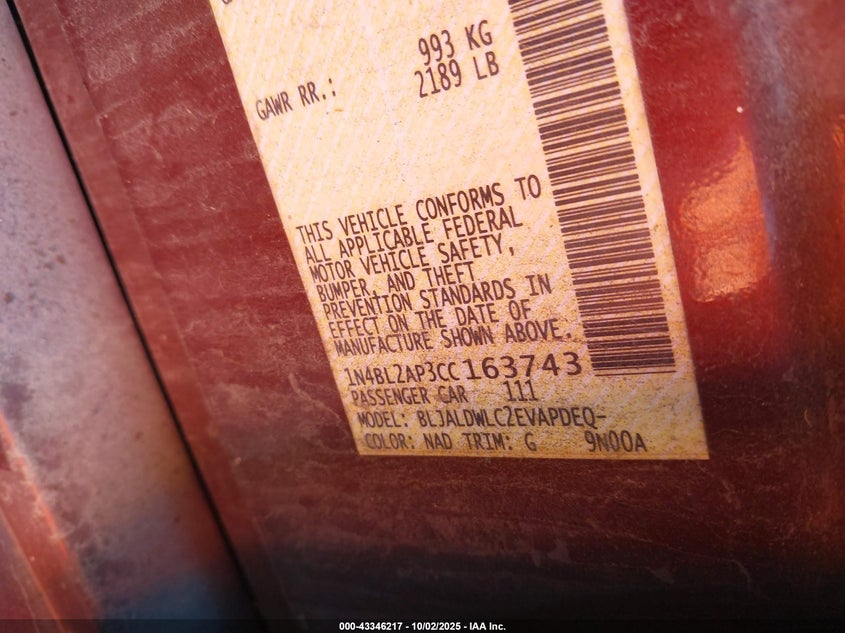 993 KG
GAWR RR.: 2189 LB
THIS VEHICLE CONFORMS TO
ALL APPLICABLE FEDERAL
MOTOR VEHICLE SAFETY,
BUMPER, AND THEFT
PREVENTION STANDARDS IN
EFFECT ON THE DATE OF
MANUFACTURE SHOWN ABOVE.
1N4BL2AP3CC163743
PASSENGER CAR 111
MODEL: BLJALDWLC2EVAPDEQ-
COLOR: NAD TRIM: G 9N00A
000-43346217 - 10/02/2025 - IAA Inc.